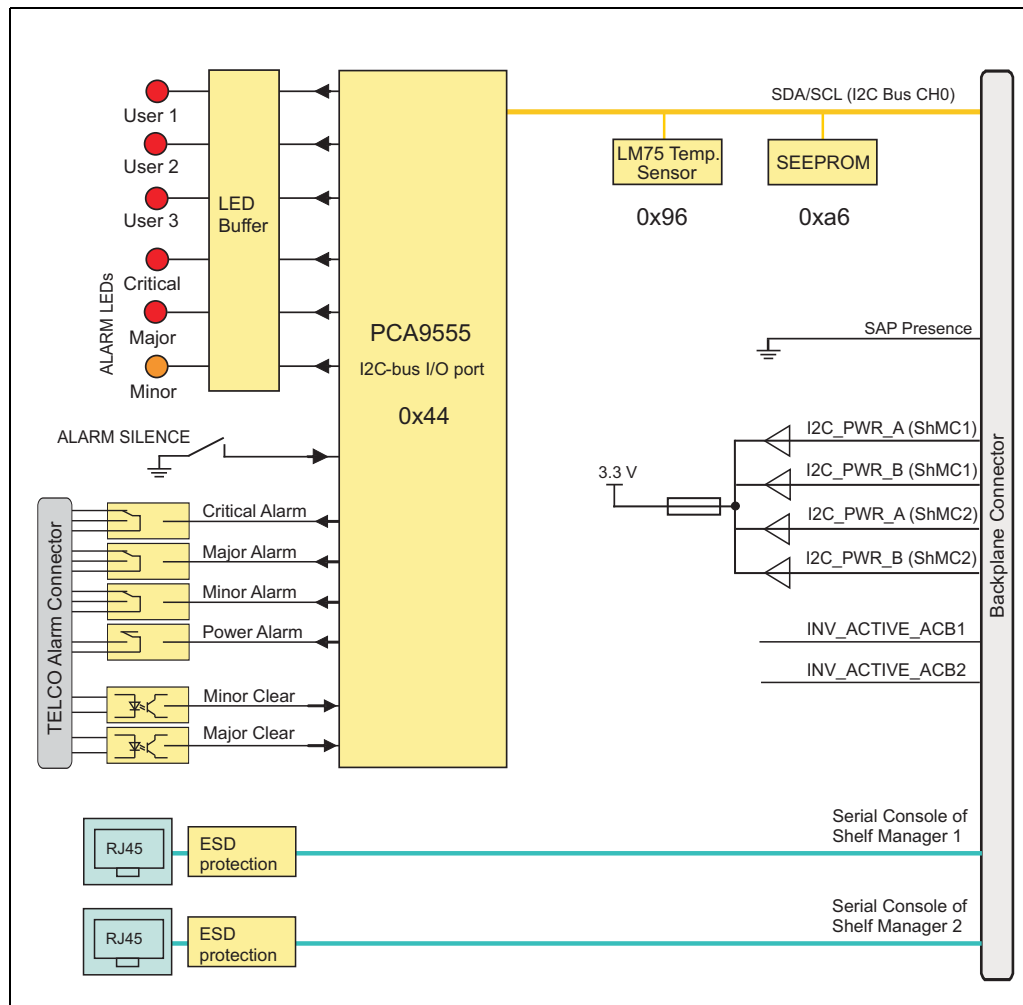 SDA/SCL (I2C Bus CH0)
User 1
User 2
User 3
Critical
Major
Minor
ALARM LEDs
LED
Buffer
PCA9555
I2C-bus I/O port
0x44
LM75 Temp.
Sensor
0x96
SEEPROM
0xa6
SAP Presence
ALARM SILENCE
3.3 V
I2C_PWR_A (ShMC1)
I2C_PWR_B (ShMC1)
I2C_PWR_A (ShMC2)
I2C_PWR_B (ShMC2)
INV_ACTIVE_ACB1
INV_ACTIVE_ACB2
Backplane Connector
TELCO Alarm Connector
Critical Alarm
Major Alarm
Minor Alarm
Power Alarm
Minor Clear
Major Clear
RJ45
ESD
protection
Serial Console of
Shelf Manager 1
RJ45
ESD
protection
Serial Console of
Shelf Manager 2